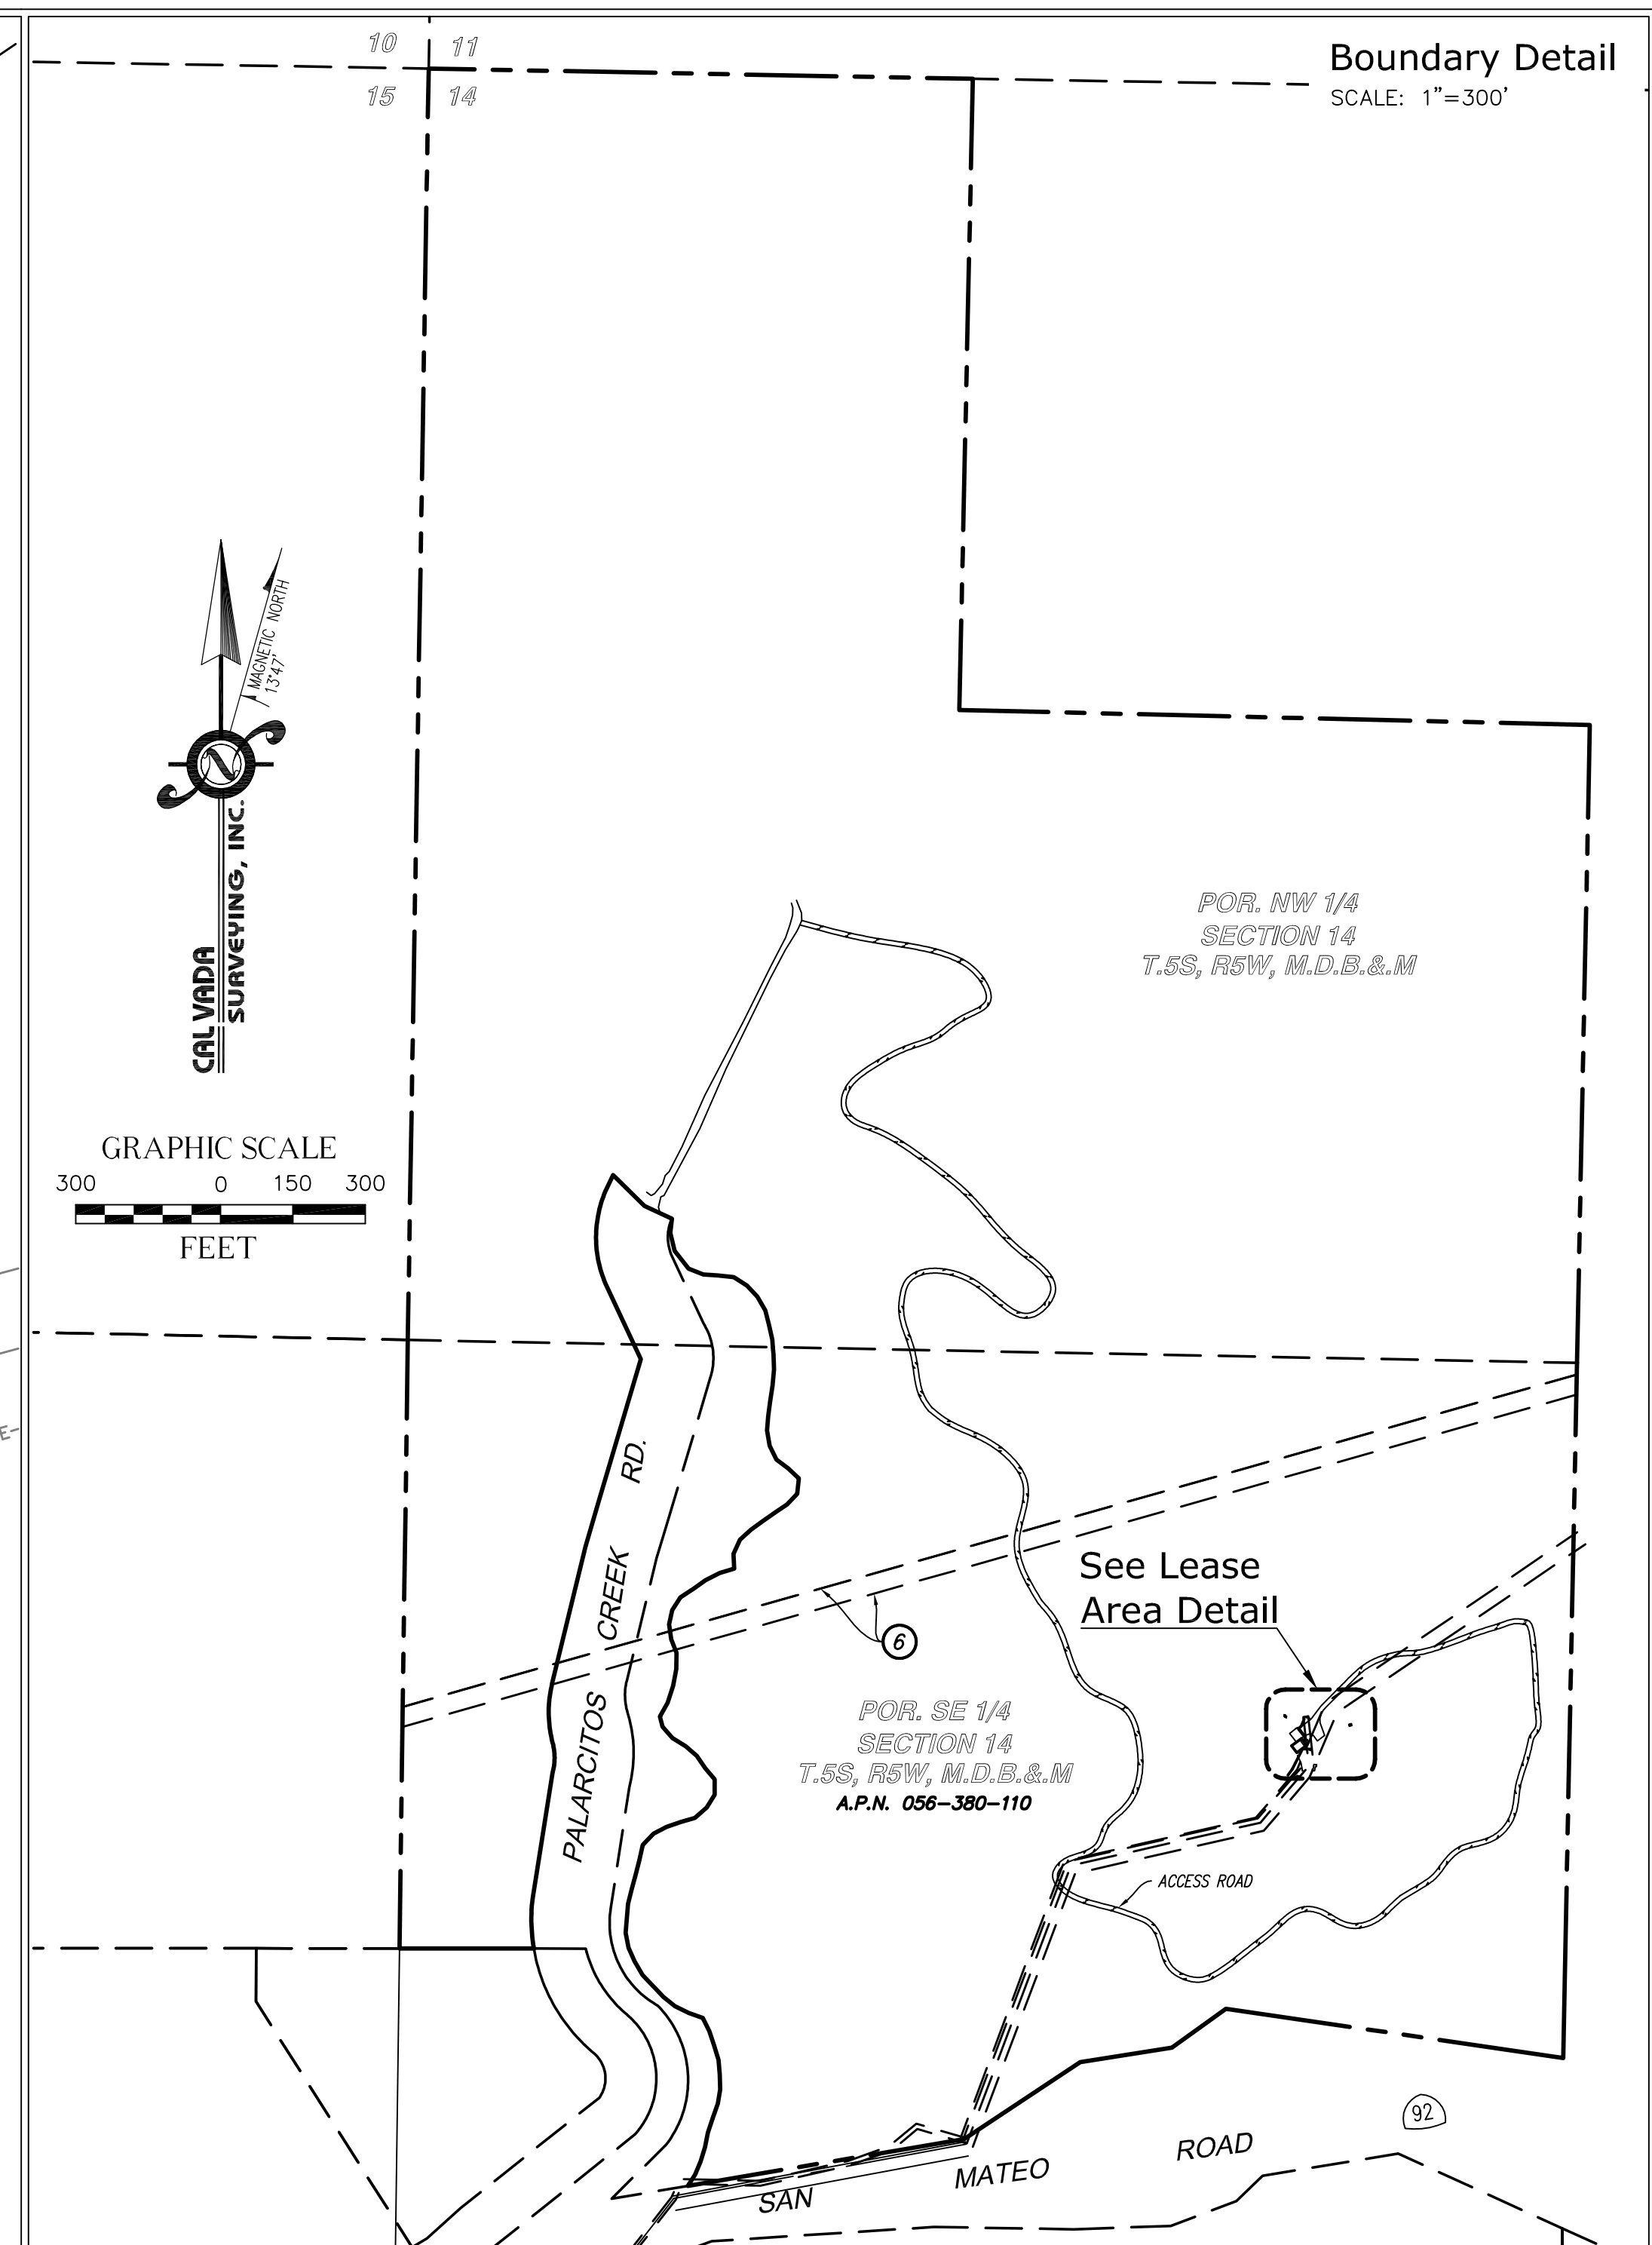 10 11
15 14
Boundary Detail
SCALE: 1"=300'
MAGNETIC NORTH
13°47'
CAL VADA
SURVEYING, INC.
GRAPHIC SCALE
300 0 150 300
FEET
POR. NW 1/4
SECTION 14
T.5S, R5W, M.D.B.&.M
PALARCITOS CREEK RD.
See Lease
Area Detail
6
POR. SE 1/4
SECTION 14
T.5S, R5W, M.D.B.&.M
A.P.N. 056-380-110
ACCESS ROAD
92
SAN MATEO ROAD
E